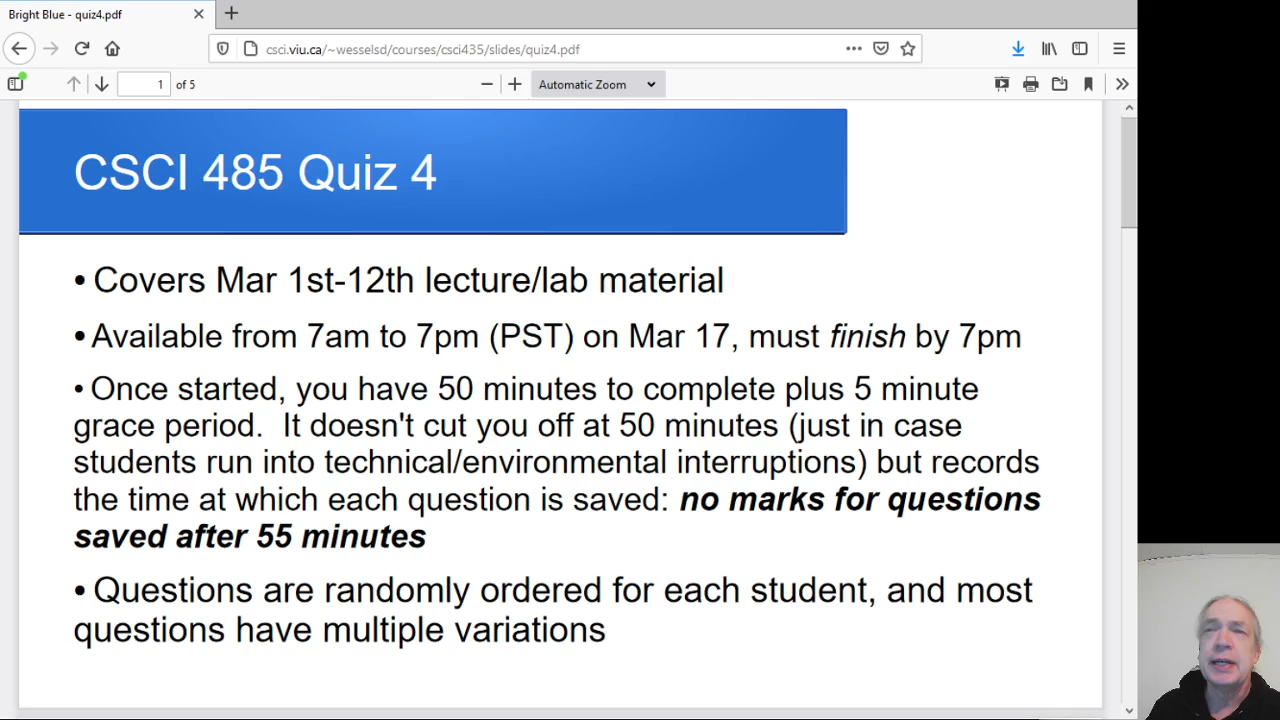 Bright Blue - quiz4.pdf
csci.viu.ca/~wesselsd/courses/csci435/slides/quiz4.pdf
1 of 5
Automatic Zoom
CSCI 485 Quiz 4
• Covers Mar 1st-12th lecture/lab material
• Available from 7am to 7pm (PST) on Mar 17, must finish by 7pm
• Once started, you have 50 minutes to complete plus 5 minute
grace period. It doesn't cut you off at 50 minutes (just in case
students run into technical/environmental interruptions) but records
the time at which each question is saved: no marks for questions
saved after 55 minutes
• Questions are randomly ordered for each student, and most
questions have multiple variations